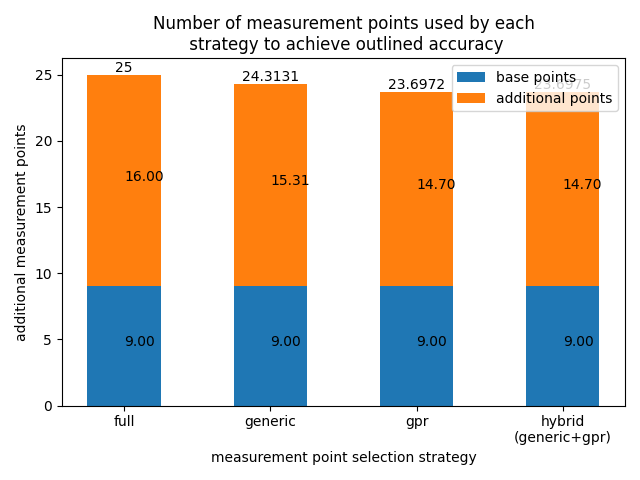 Number of measurement points used by each
strategy to achieve outlined accuracy
additional measurement points
25
20
15
10
5
0
25
24.3131
23.6972
23.6975
base points
additional points
16.00
15.31
14.70
14.70
9.00
9.00
9.00
9.00
full
generic
gpr
hybrid
(generic+gpr)
measurement point selection strategy